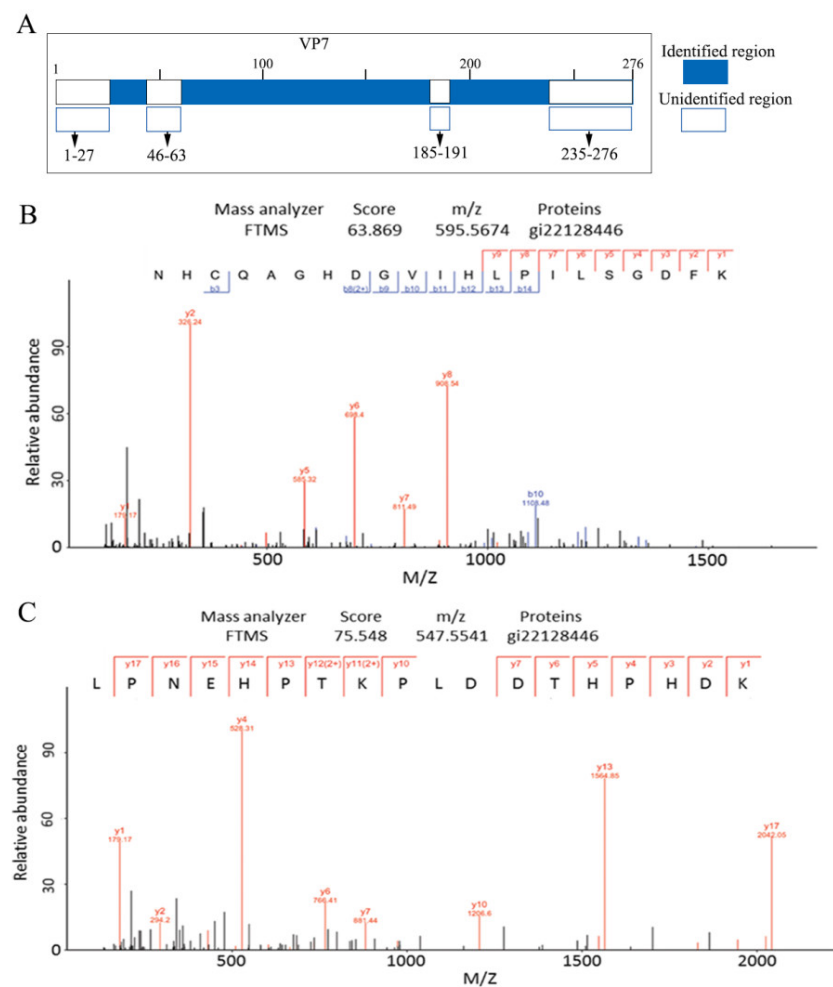 A
VP7
1 100 200 276
Identified region
Unidentified region
1-27 46-63 185-191 235-276
B
Mass analyzer Score m/z Proteins
FTMS 63.869 595.5674 gi22128446
y9 y8 y7 y6 y5 y4 y3 y2 y1
N H C Q A G H D G V I H L P I L S G D F K
b3 b8(2+) b9 b10 b11 b12 b13 b14
y2
326.24
y8
908.54
y6
698.4
y5
585.32
y7
811.49
b10
179.17
Relative abundance
90
60
30
0
500 1000 1500
M/Z
C
Mass analyzer Score m/z Proteins
FTMS 75.548 547.5541 gi22128446
y17 y16 y15 y14 y13 y12(2+) y11(2+) y10 y7 y6 y5 y4 y3 y2 y1
L P N E H P T K P L D D T H P H D K
y4
528.31
y13
1564.85
y1
179.17
y17
2042.05
y6
766.41
y2
294.2
y7
881.44
y10
1206.6
Relative abundance
90
60
30
0
500 1000 1500 2000
M/Z